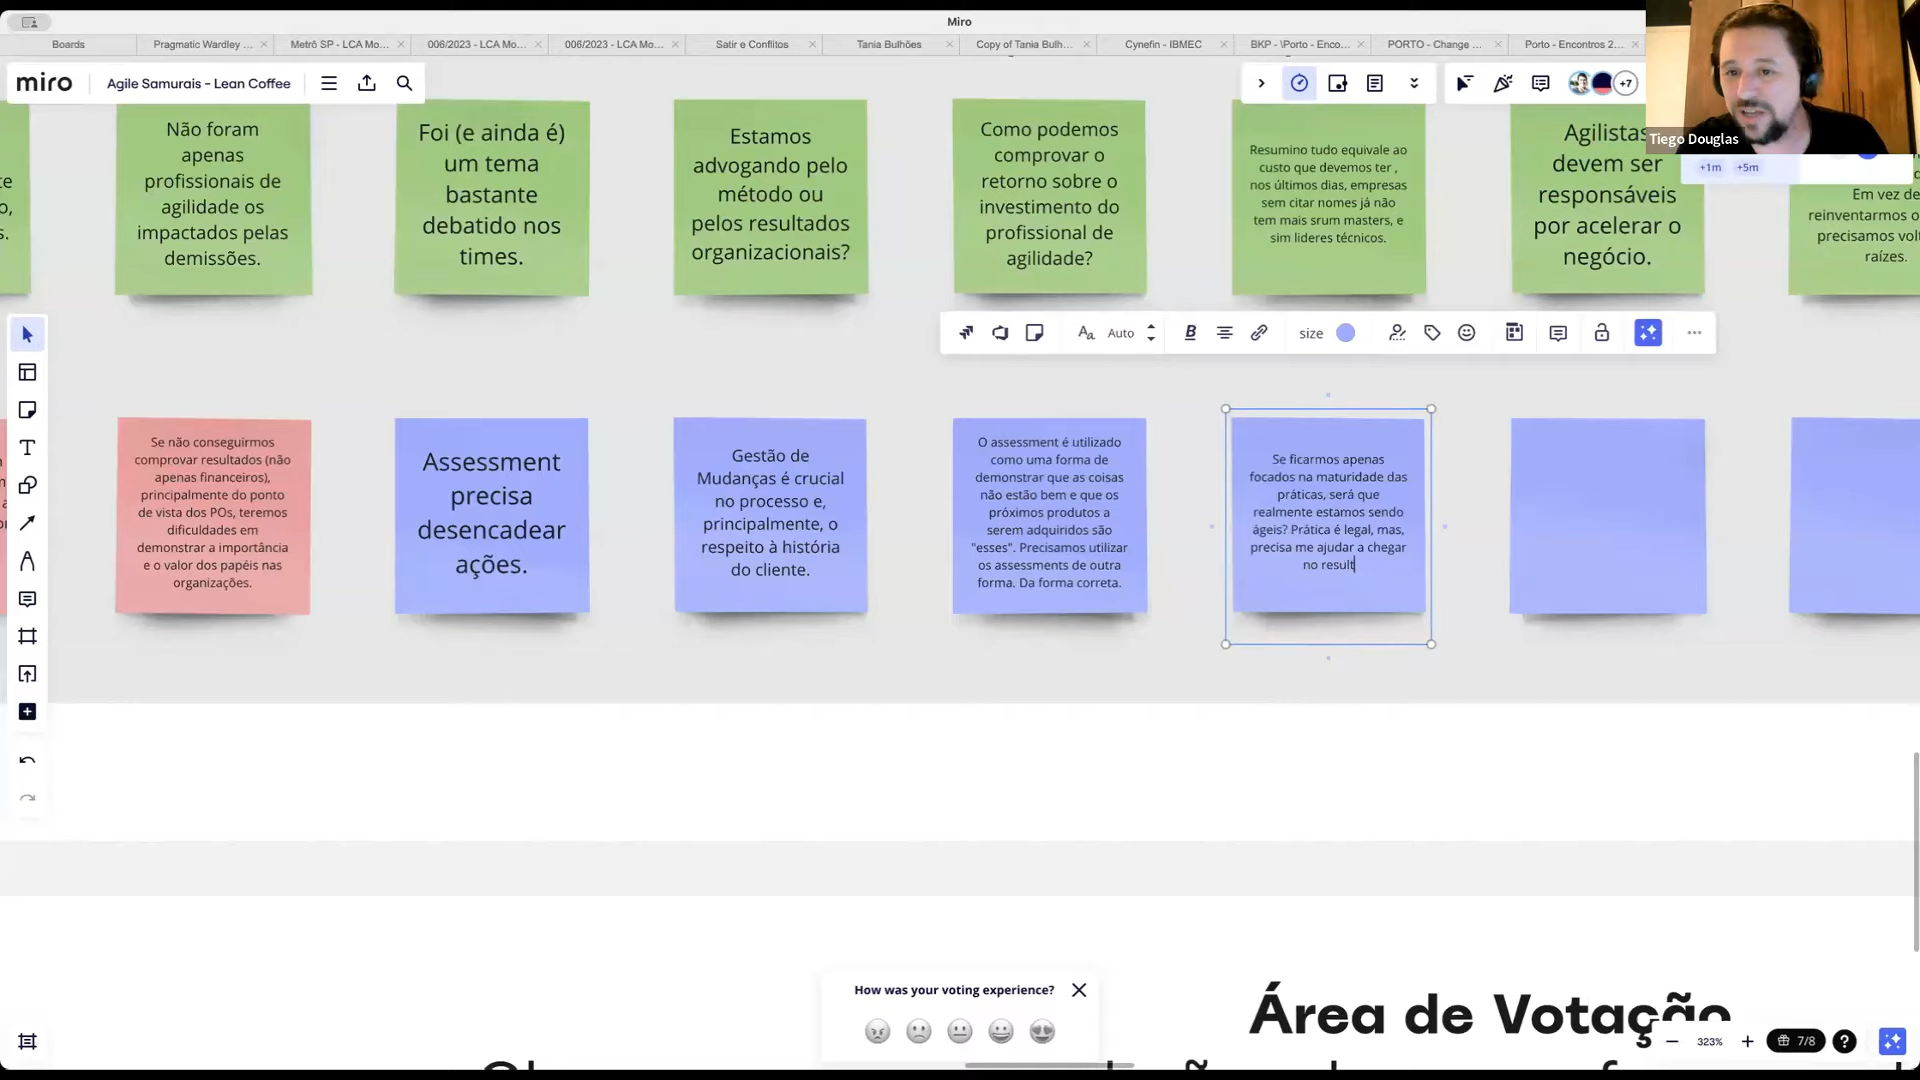 Miro
Boards
Pragmatic Wardley ...
Metrô SP - LCA Mo...
006/2023 - LCA Mo...
006/2023 - LCA Mo...
Satir e Conflitos
Tania Bulhões
Copy of Tania Bulh...
Cynefin - IBMEC
BKP - \Porto - Enco...
PORTO - Change ...
Porto - Encontros 2...
miro
Agile Samurais - Lean Coffee
+7
Tiego Douglas
+1m
+5m
Não foram
apenas
profissionais de
agilidade os
impactados pelas
demissões.
Foi (e ainda é)
um tema
bastante
debatido nos
times.
Estamos
advogando pelo
método ou
pelos resultados
organizacionais?
Como podemos
comprovar o
retorno sobre o
investimento do
profissional de
agilidade?
Resumino tudo equivale ao
custo que devemos ter ,
nos últimos dias, empresas
sem citar nomes já não
tem mais srum masters, e
sim lideres técnicos.
Agilistas
devem ser
responsáveis
por acelerar o
negócio.
Em vez de
reinventarmos o
precisamos volt
raízes.
Auto
B
size
Se não conseguirmos
comprovar resultados (não
apenas financeiros),
principalmente do ponto
de vista dos POs, teremos
dificuldades em
demonstrar a importância
e o valor dos papéis nas
organizações.
Assessment
precisa
desencadear
ações.
Gestão de
Mudanças é crucial
no processo e,
principalmente, o
respeito à história
do cliente.
O assessment é utilizado
como uma forma de
demonstrar que as coisas
não estão bem e que os
próximos produtos a
serem adquiridos são
"esses". Precisamos utilizar
os assessments de outra
forma. Da forma correta.
Se ficarmos apenas
focados na maturidade das
práticas, será que
realmente estamos sendo
ágeis? Prática é legal, mas,
precisa me ajudar a chegar
no result
How was your voting experience?
Área de Votação
323%
7/8